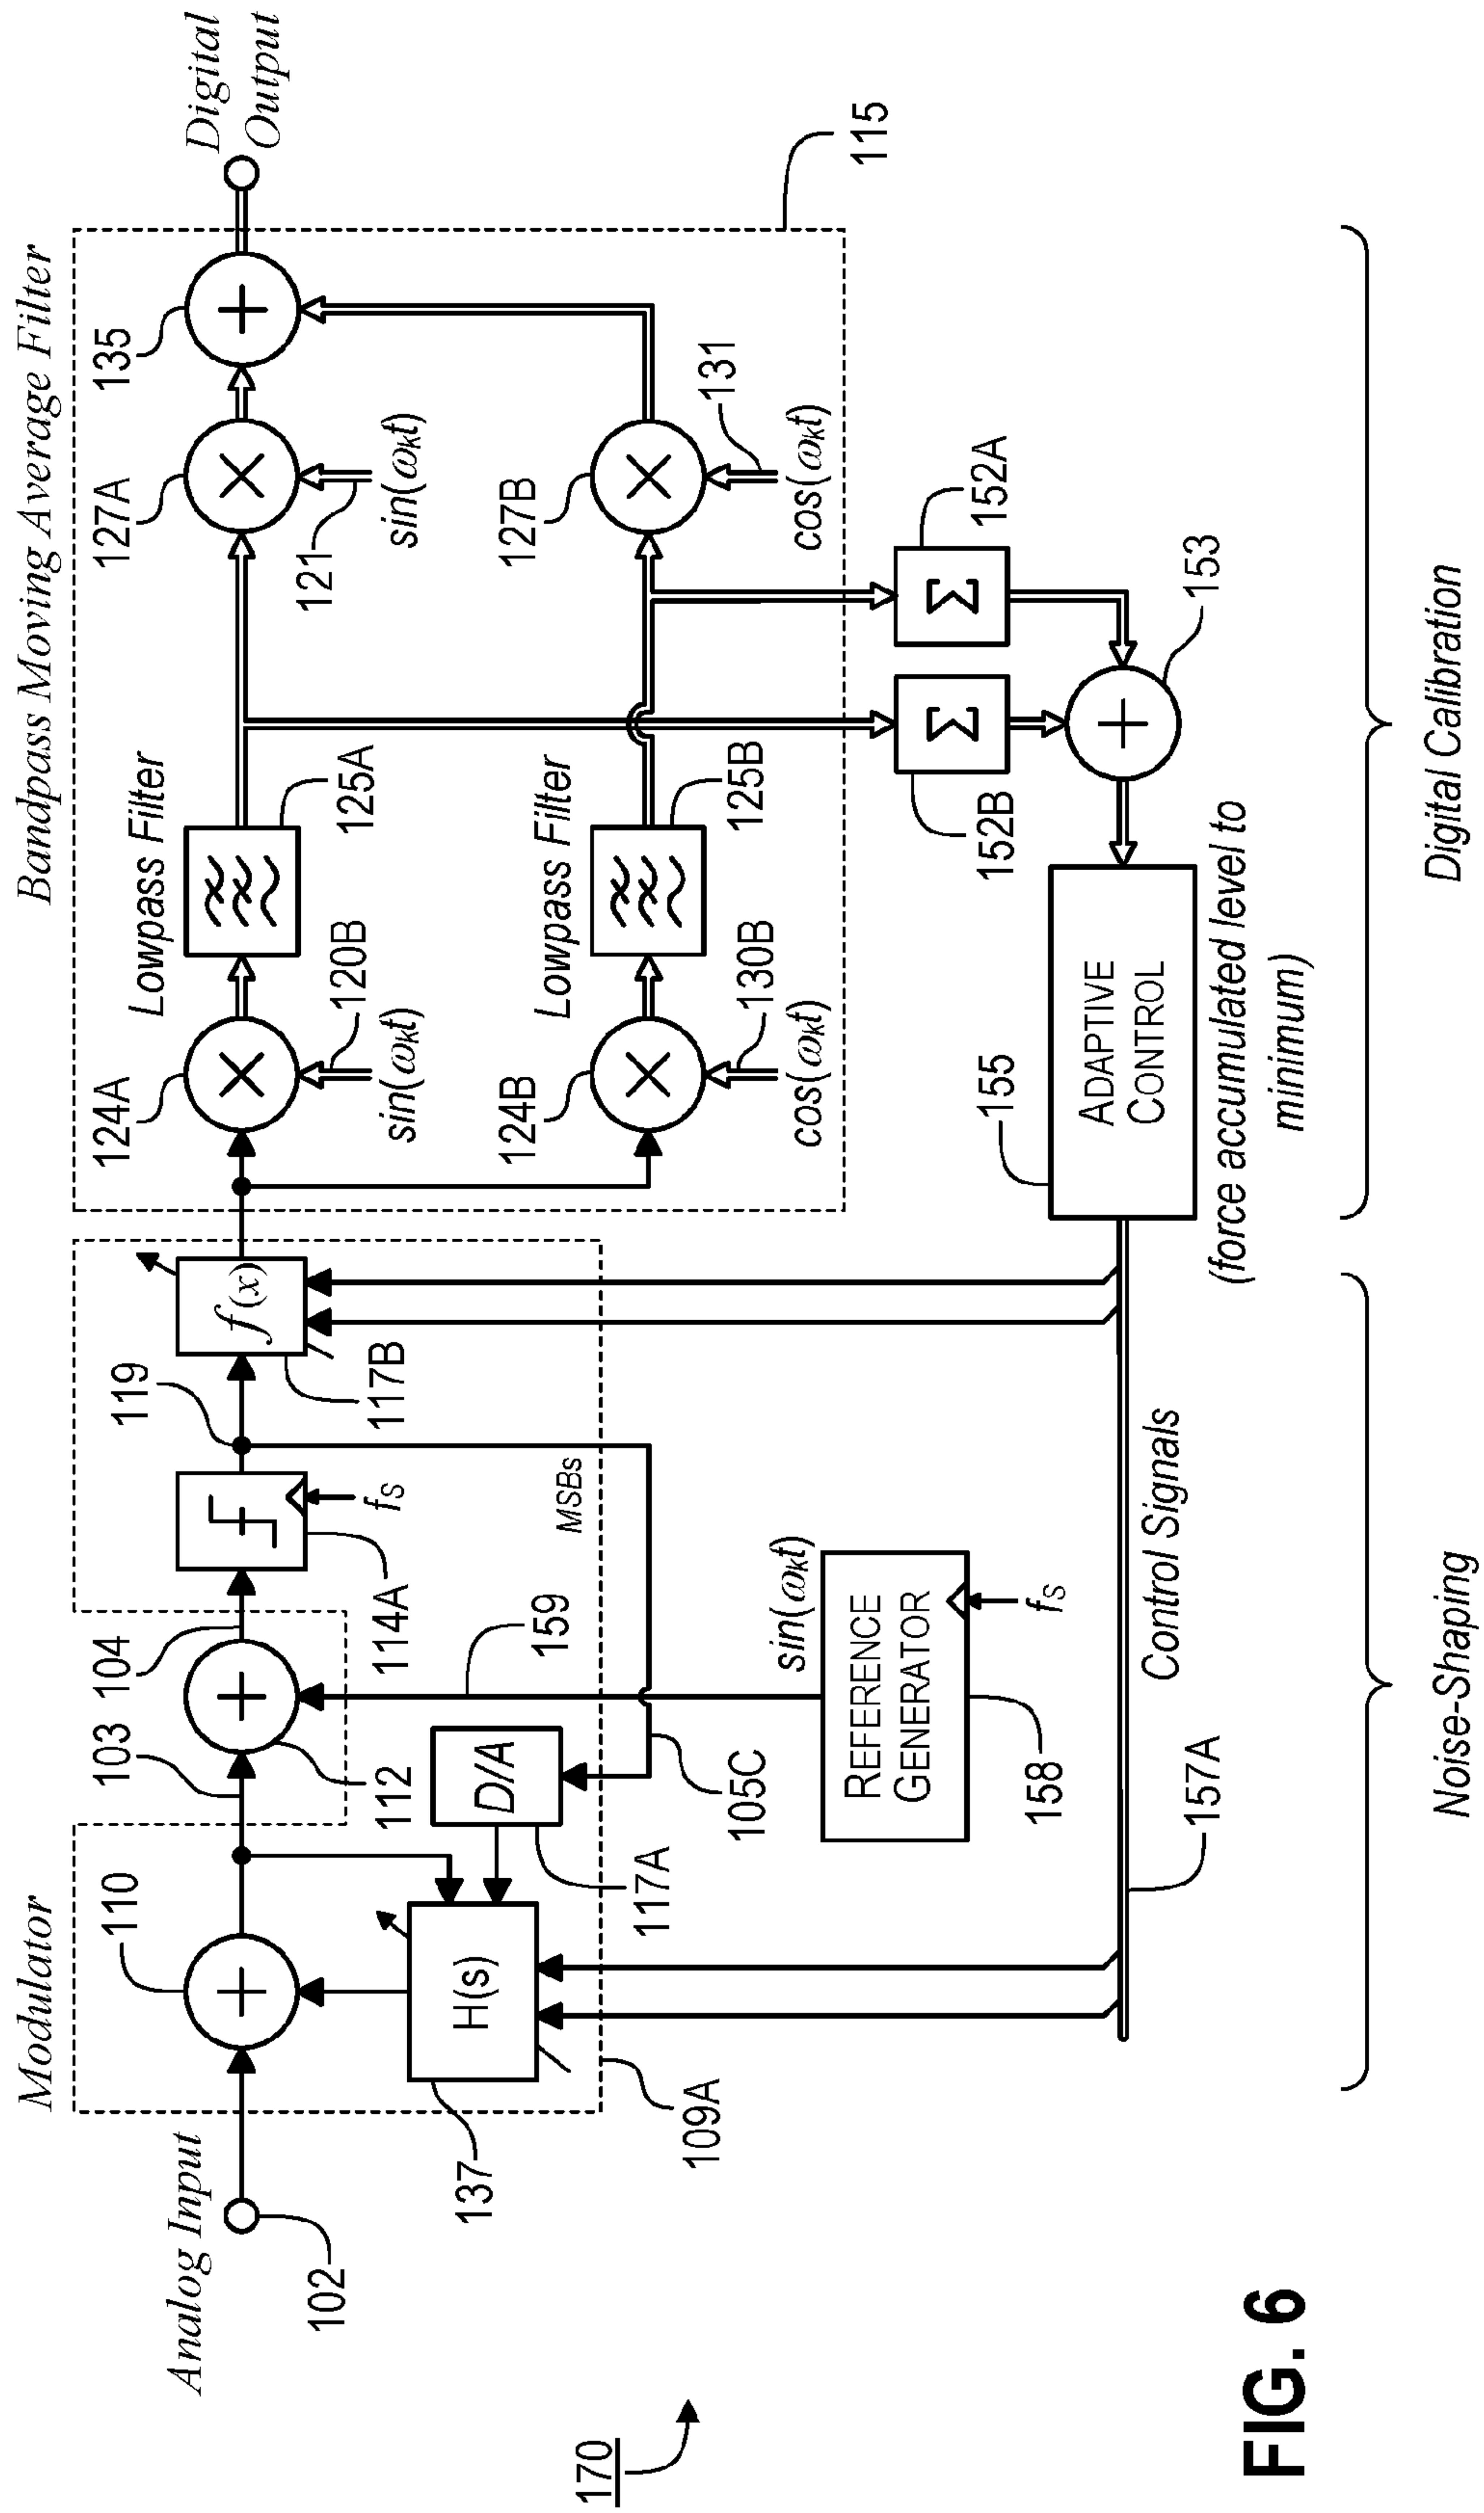 Modulator
Bandpass Moving Average Filter
Analog Input
102
110
103
104
112
119
114A
fS
f(x)
117B
124A
120B
sin(ωkt)
Lowpass Filter
125A
127A
121
sin(ωkt)
135
Digital
Output
137
H(s)
D/A
117A
109A
159
105C
MSBs
124B
130B
cos(ωkt)
Lowpass Filter
125B
127B
131
cos(ωkt)
115
sin(ωkt)
REFERENCE
GENERATOR
158
fS
152B
Σ
152A
Σ
153
155
ADAPTIVE
CONTROL
(force accumulated level to
minimum)
Control Signals
157A
Noise-Shaping
Digital Calibration
170
FIG. 6